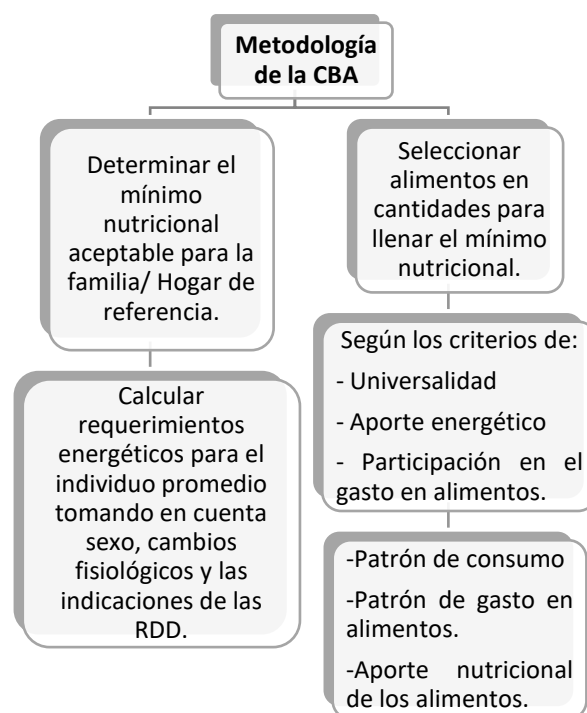 Metodología
de la CBA
Determinar el
mínimo
nutricional
aceptable para la
familia/ Hogar de
referencia.
Calcular
requerimientos
energéticos para el
individuo promedio
tomando en cuenta
sexo, cambios
fisiológicos y las
indicaciones de las
RDD.
Seleccionar
alimentos en
cantidades para
llenar el mínimo
nutricional.
Según los criterios de:
- Universalidad
- Aporte energético
- Participación en el
gasto en alimentos.
-Patrón de consumo
-Patrón de gasto en
alimentos.
-Aporte nutricional
de los alimentos.